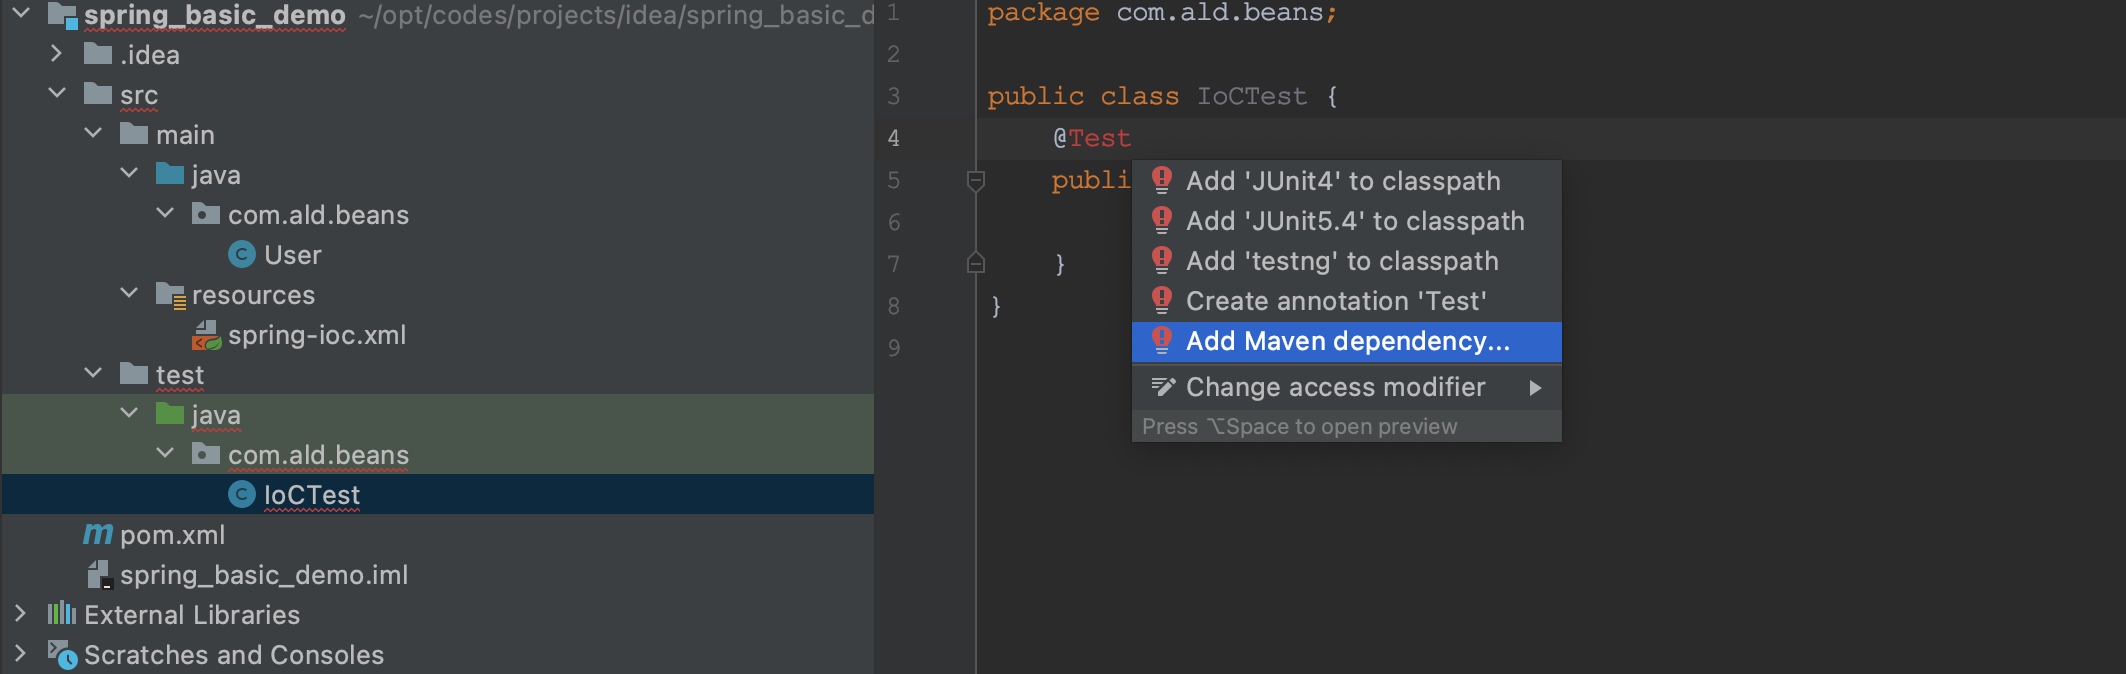 spring_basic_demo ~/opt/codes/projects/idea/spring_basic_d
.idea
src
main
java
com.ald.beans
User
resources
spring-ioc.xml
test
java
com.ald.beans
IoCTest
pom.xml
spring_basic_demo.iml
External Libraries
Scratches and Consoles
1 package com.ald.beans;
2
3 public class IoCTest {
4 @Test
5 publi
6
7 }
8 }
9
Add 'JUnit4' to classpath
Add 'JUnit5.4' to classpath
Add 'testng' to classpath
Create annotation 'Test'
Add Maven dependency...
Change access modifier
Press ⌥Space to open preview